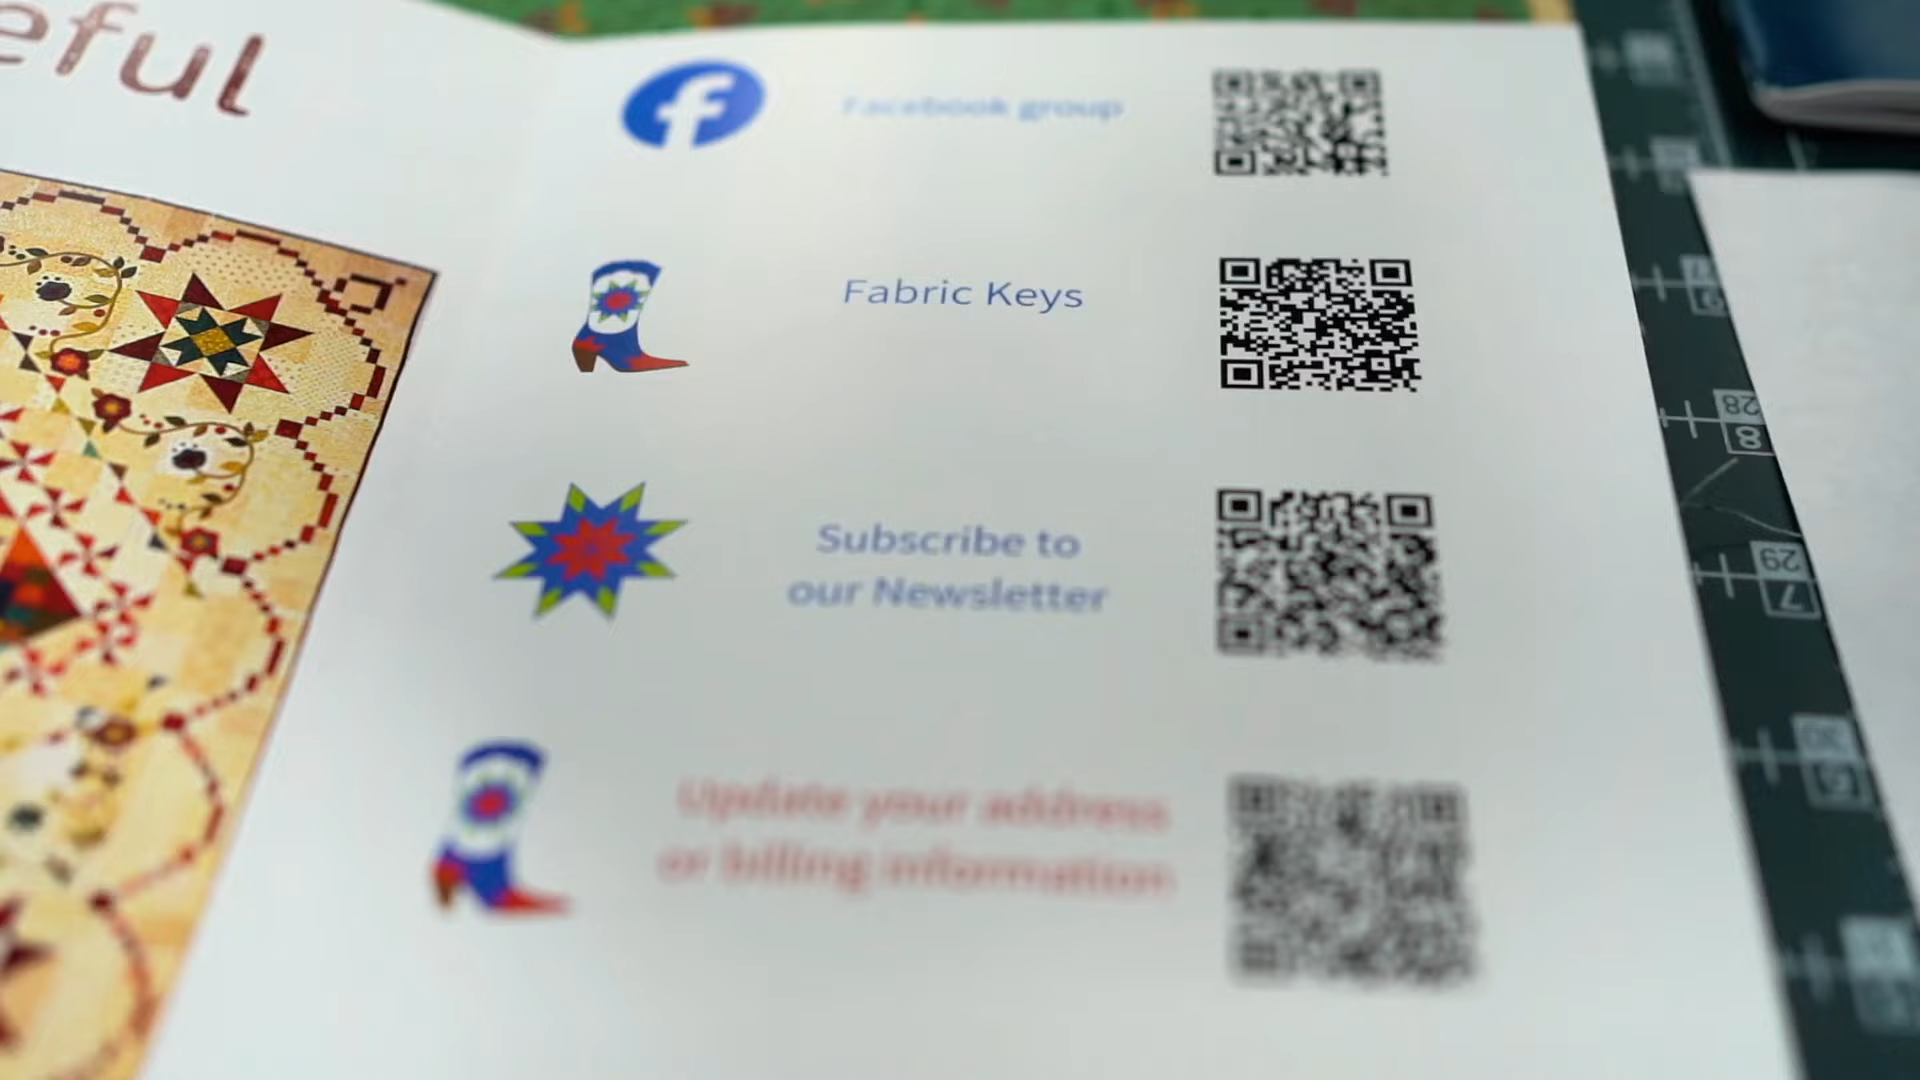 eful
Facebook group
Fabric Keys
Subscribe to
our Newsletter
Update your address
or billing information
28
8
29
7
30